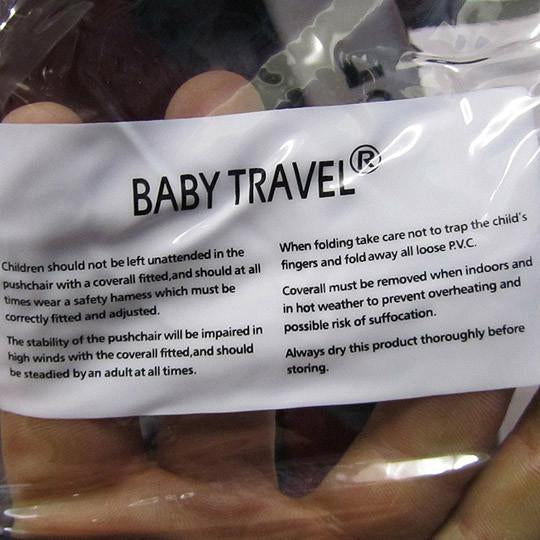 BABY TRAVEL®
Children should not be left unattended in the
pushchair with a coverall fitted,and should at all
times wear a safety harness which must be
correctly fitted and adjusted.
The stability of the pushchair will be impaired in
high winds with the coverall fitted,and should
be steadied by an adult at all times.
When folding take care not to trap the child's
fingers and fold away all loose P.V.C.
Coverall must be removed when indoors and
in hot weather to prevent overheating and
possible risk of suffocation.
Always dry this product thoroughly before
storing.